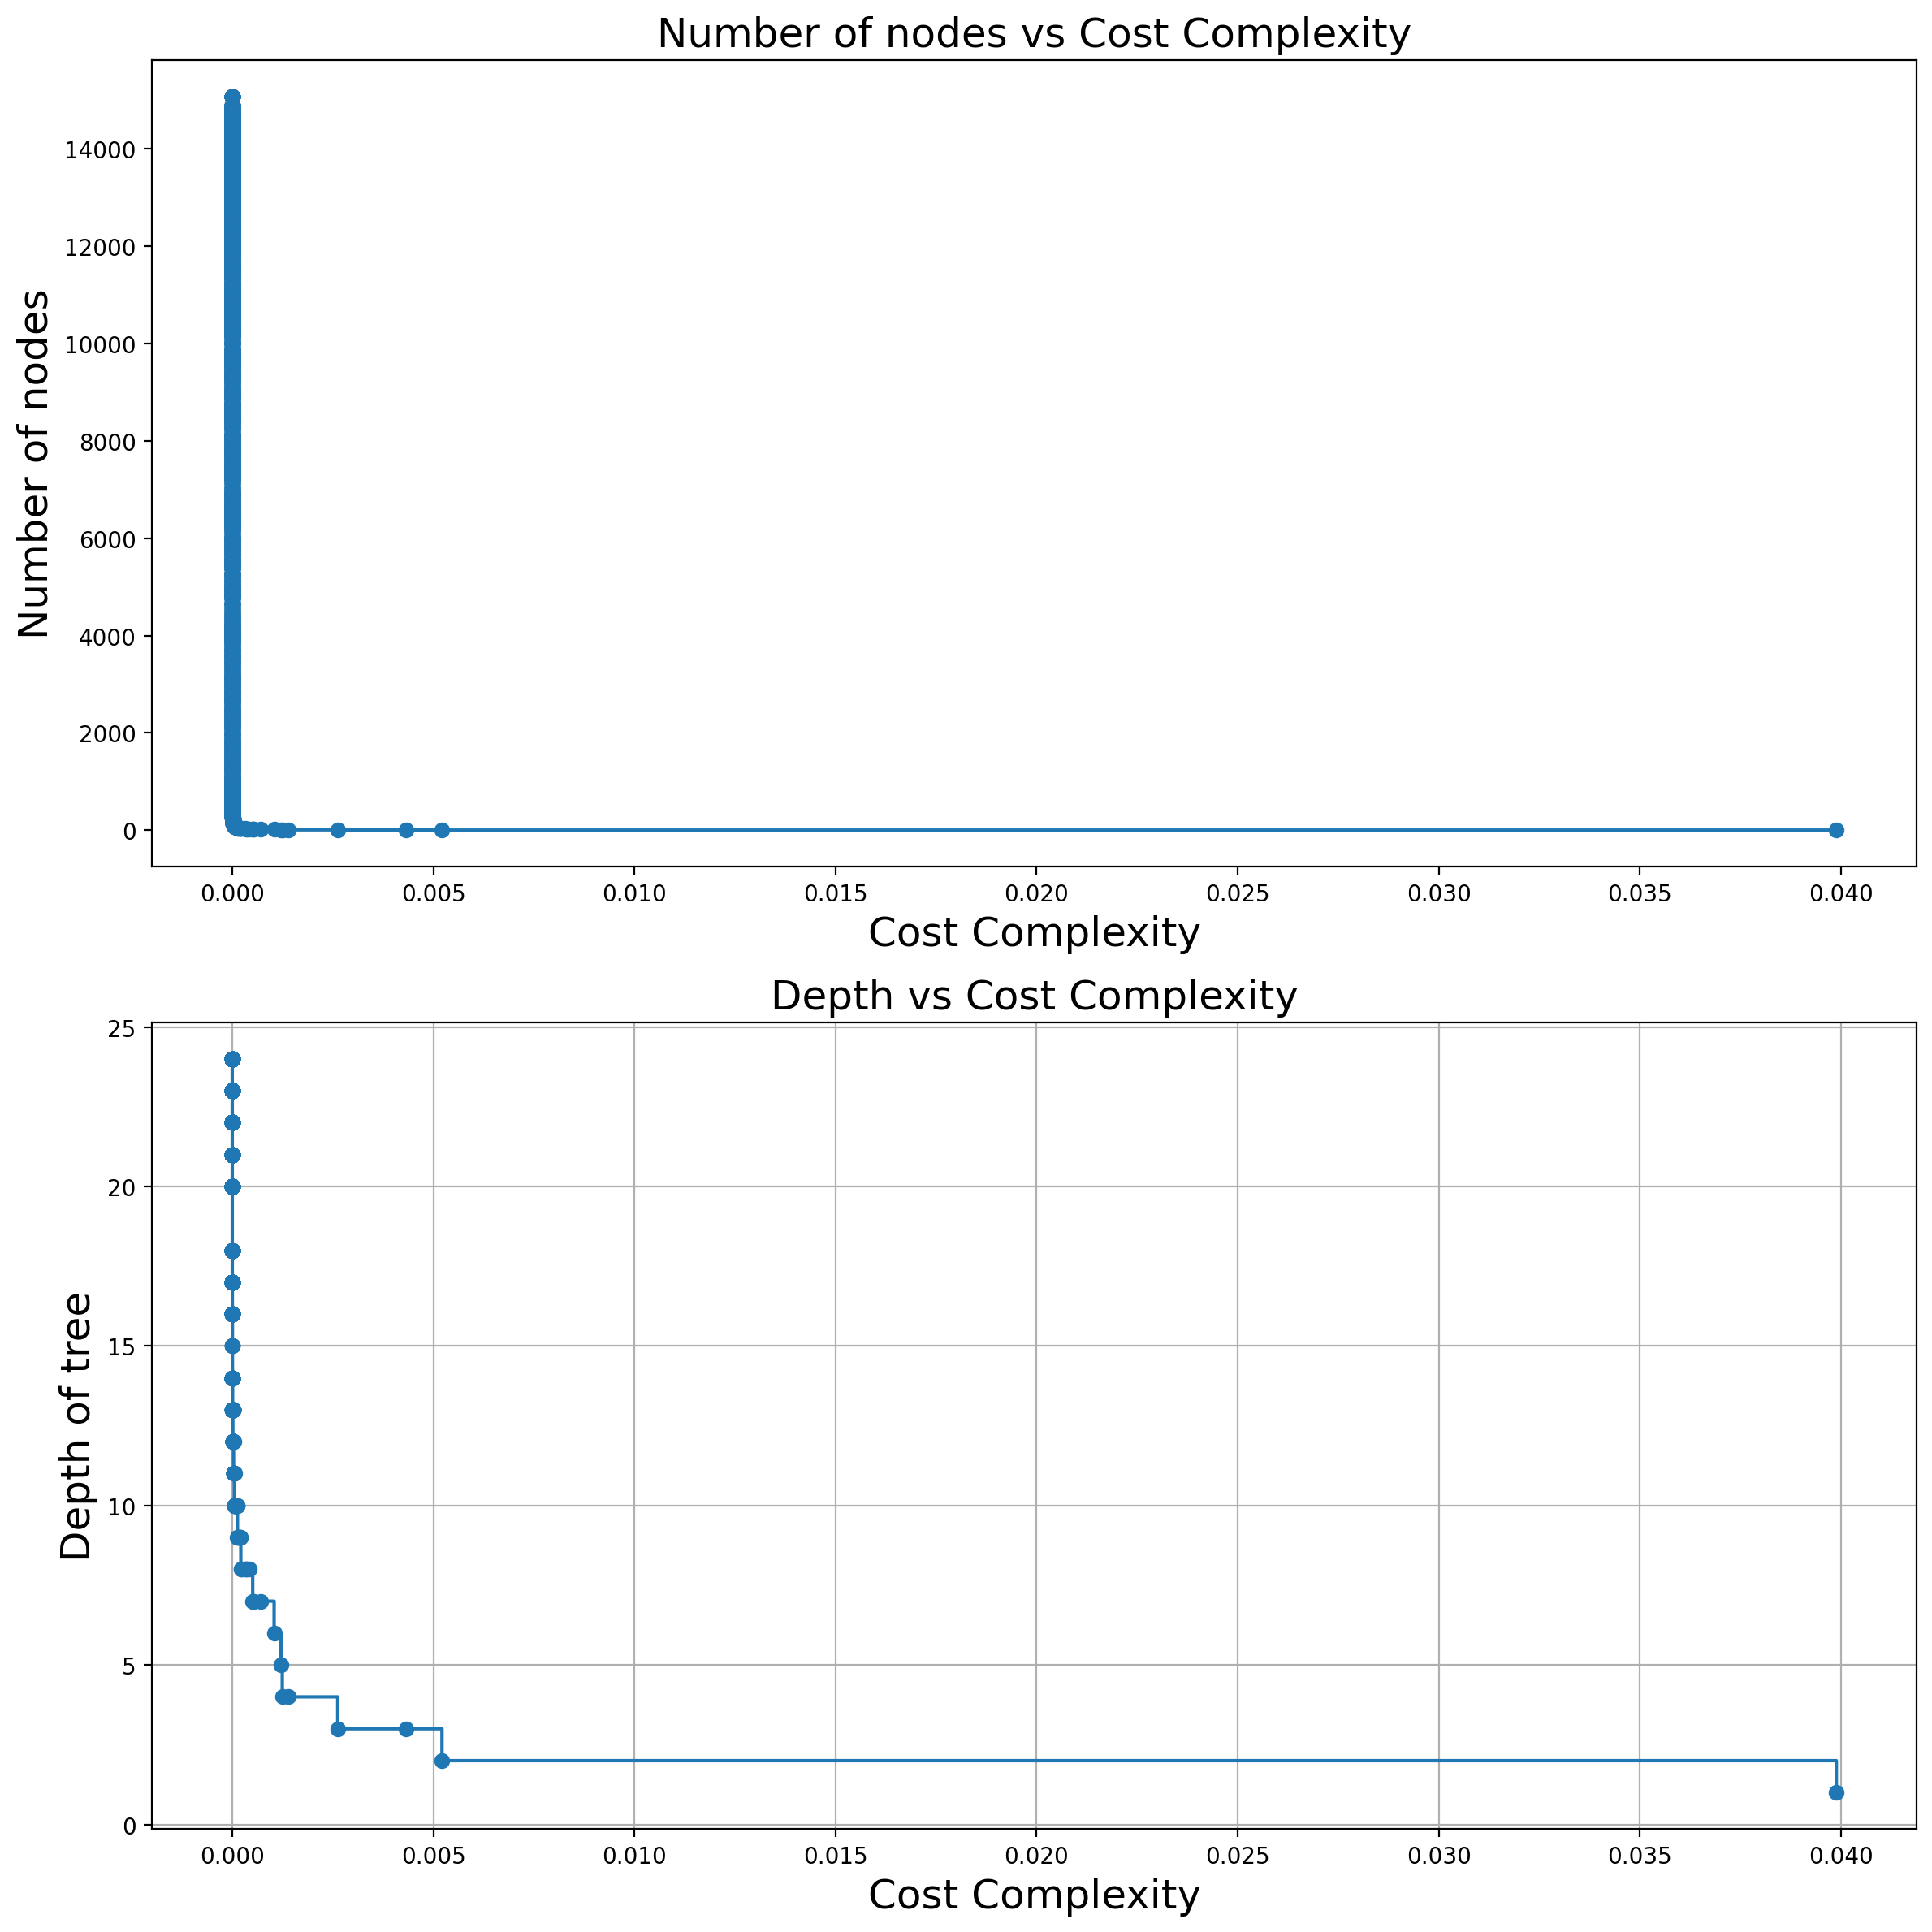 Number of nodes vs Cost Complexity
Number of nodes
14000
12000
10000
8000
6000
4000
2000
0
0.000 0.005 0.010 0.015 0.020 0.025 0.030 0.035 0.040
Cost Complexity
Depth vs Cost Complexity
Depth of tree
25
20
15
10
5
0
0.000 0.005 0.010 0.015 0.020 0.025 0.030 0.035 0.040
Cost Complexity